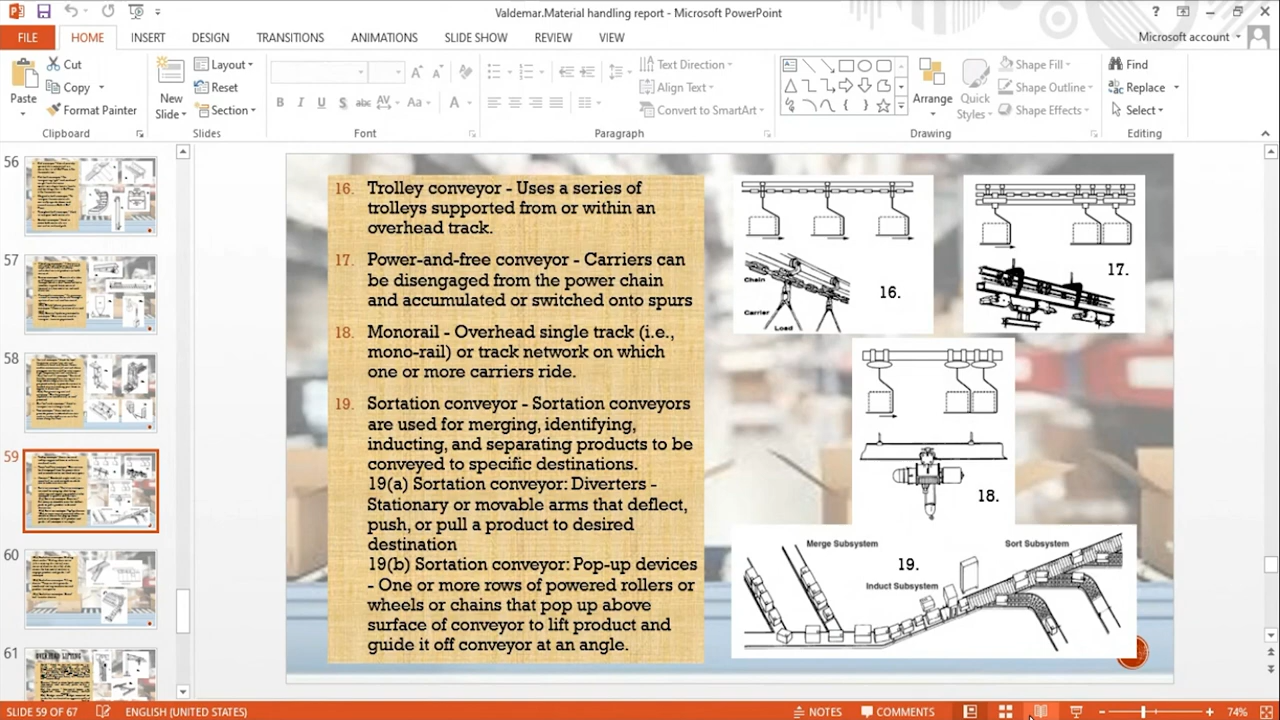 Valdemar.Material handling report - Microsoft PowerPoint
FILE HOME INSERT DESIGN TRANSITIONS ANIMATIONS SLIDE SHOW REVIEW VIEW
Microsoft account
Paste
Cut
Copy
Format Painter
Clipboard
New
Slide
Layout
Reset
Section
Slides
Font
Text Direction
Align Text
Convert to SmartArt
Paragraph
Arrange
Quick
Styles
Shape Fill
Shape Outline
Shape Effects
Drawing
Find
Replace
Select
Editing
56
57
58
59
60
61
16. Trolley conveyor - Uses a series of
trolleys supported from or within an
overhead track.
17. Power-and-free conveyor - Carriers can
be disengaged from the power chain
and accumulated or switched onto spurs
18. Monorail - Overhead single track (i.e.,
mono-rail) or track network on which
one or more carriers ride.
19. Sortation conveyor - Sortation conveyors
are used for merging, identifying,
inducting, and separating products to be
conveyed to specific destinations.
19(a) Sortation conveyor: Diverters -
Stationary or movable arms that deflect,
push, or pull a product to desired
destination
19(b) Sortation conveyor: Pop-up devices
- One or more rows of powered rollers or
wheels or chains that pop up above
surface of conveyor to lift product and
guide it off conveyor at an angle.
Chain
Carrier
Load
16.
17.
18.
Merge Subsystem
19.
Sort Subsystem
Induct Subsystem
SLIDE 59 OF 67 ENGLISH (UNITED STATES) NOTES COMMENTS 74%